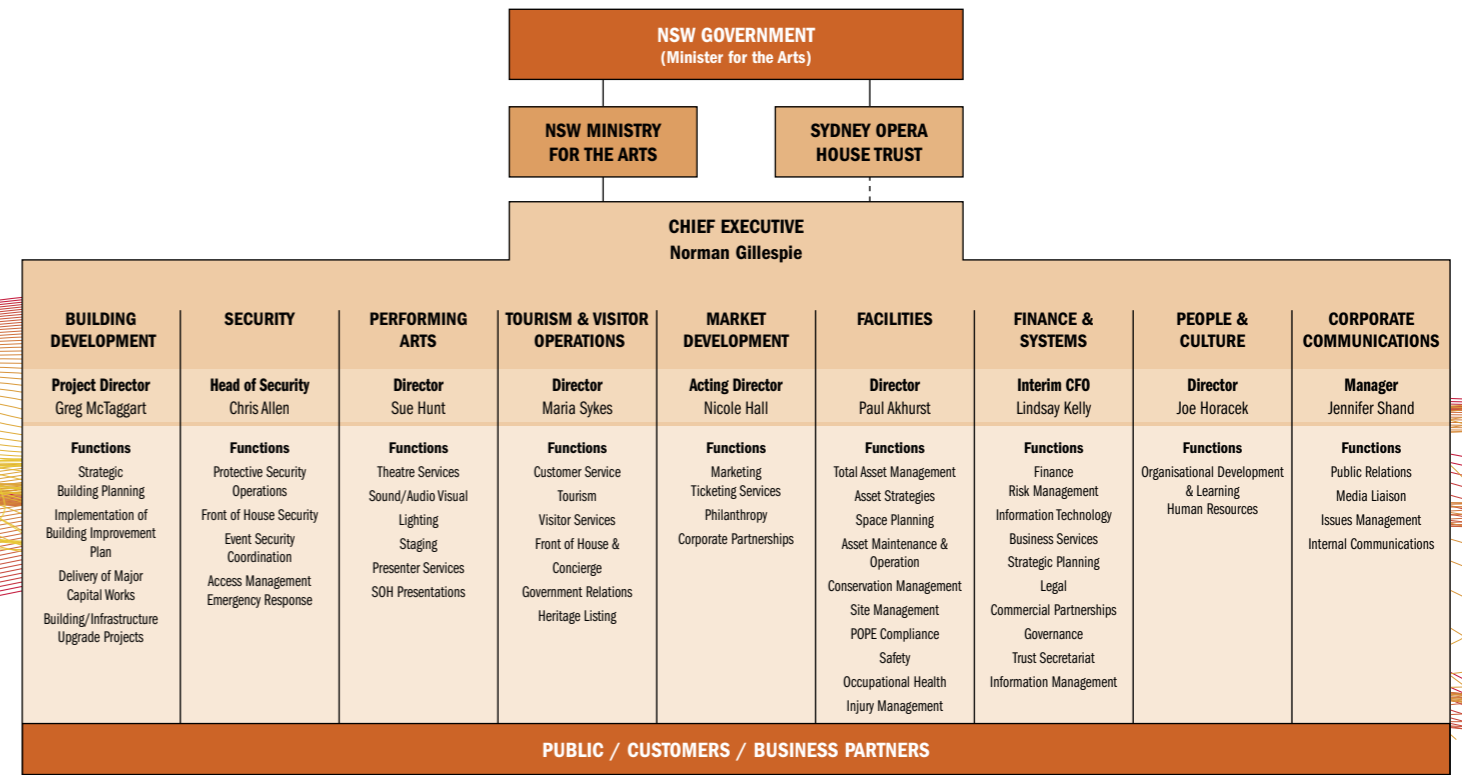 NSW GOVERNMENT
(Minister for the Arts)
NSW MINISTRY
FOR THE ARTS
SYDNEY OPERA
HOUSE TRUST
CHIEF EXECUTIVE
Norman Gillespie
BUILDING
DEVELOPMENT
Project Director
Greg McTaggart
Functions
Strategic
Building Planning
Implementation of
Building Improvement
Plan
Delivery of Major
Capital Works
Building/Infrastructure
Upgrade Projects
SECURITY
Head of Security
Chris Allen
Functions
Protective Security
Operations
Front of House Security
Event Security
Coordination
Access Management
Emergency Response
PERFORMING
ARTS
Director
Sue Hunt
Functions
Theatre Services
Sound/Audio Visual
Lighting
Staging
Presenter Services
SOH Presentations
TOURISM & VISITOR
OPERATIONS
Director
Maria Sykes
Functions
Customer Service
Tourism
Visitor Services
Front of House &
Concierge
Government Relations
Heritage Listing
MARKET
DEVELOPMENT
Acting Director
Nicole Hall
Functions
Marketing
Ticketing Services
Philanthropy
Corporate Partnerships
FACILITIES
Director
Paul Akhurst
Functions
Total Asset Management
Asset Strategies
Space Planning
Asset Maintenance &
Operation
Conservation Management
Site Management
POPE Compliance
Safety
Occupational Health
Injury Management
FINANCE &
SYSTEMS
Interim CFO
Lindsay Kelly
Functions
Finance
Risk Management
Information Technology
Business Services
Strategic Planning
Legal
Commercial Partnerships
Governance
Trust Secretariat
Information Management
PEOPLE &
CULTURE
Director
Joe Horacek
Functions
Organisational Development
& Learning
Human Resources
CORPORATE
COMMUNICATIONS
Manager
Jennifer Shand
Functions
Public Relations
Media Liaison
Issues Management
Internal Communications
PUBLIC / CUSTOMERS / BUSINESS PARTNERS